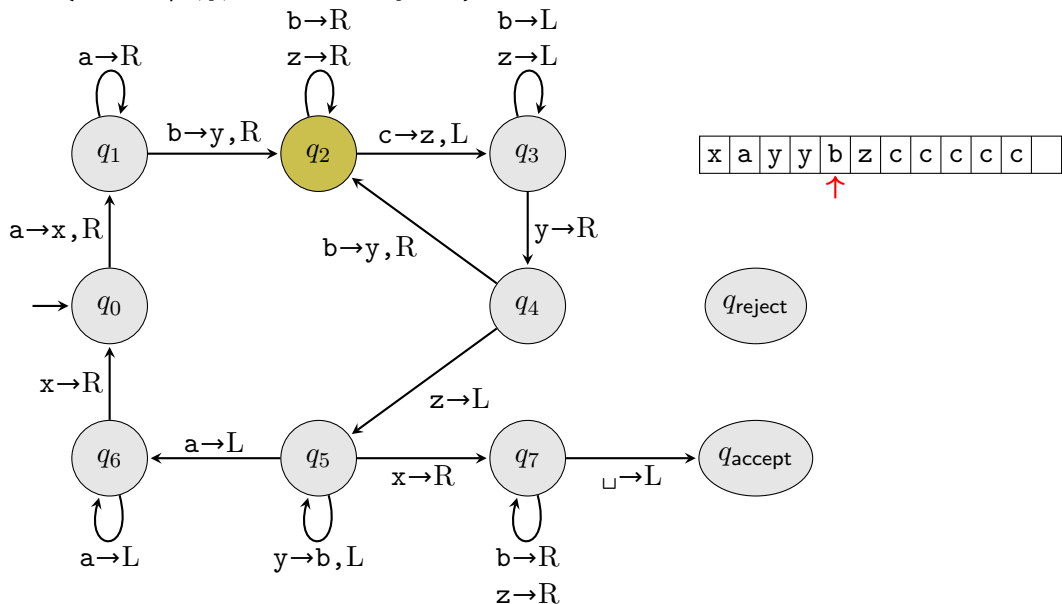 b→R
z→R
b→L
z→L
a→R
b→y,R
c→z,L
q1
q2
q3
x a y y b z c c c c c
↑
a→x,R
b→y,R
y→R
q0
q4
qreject
x→R
z→L
q6
a→L
q5
x→R
q7
␣→L
qaccept
a→L
y→b,L
b→R
z→R